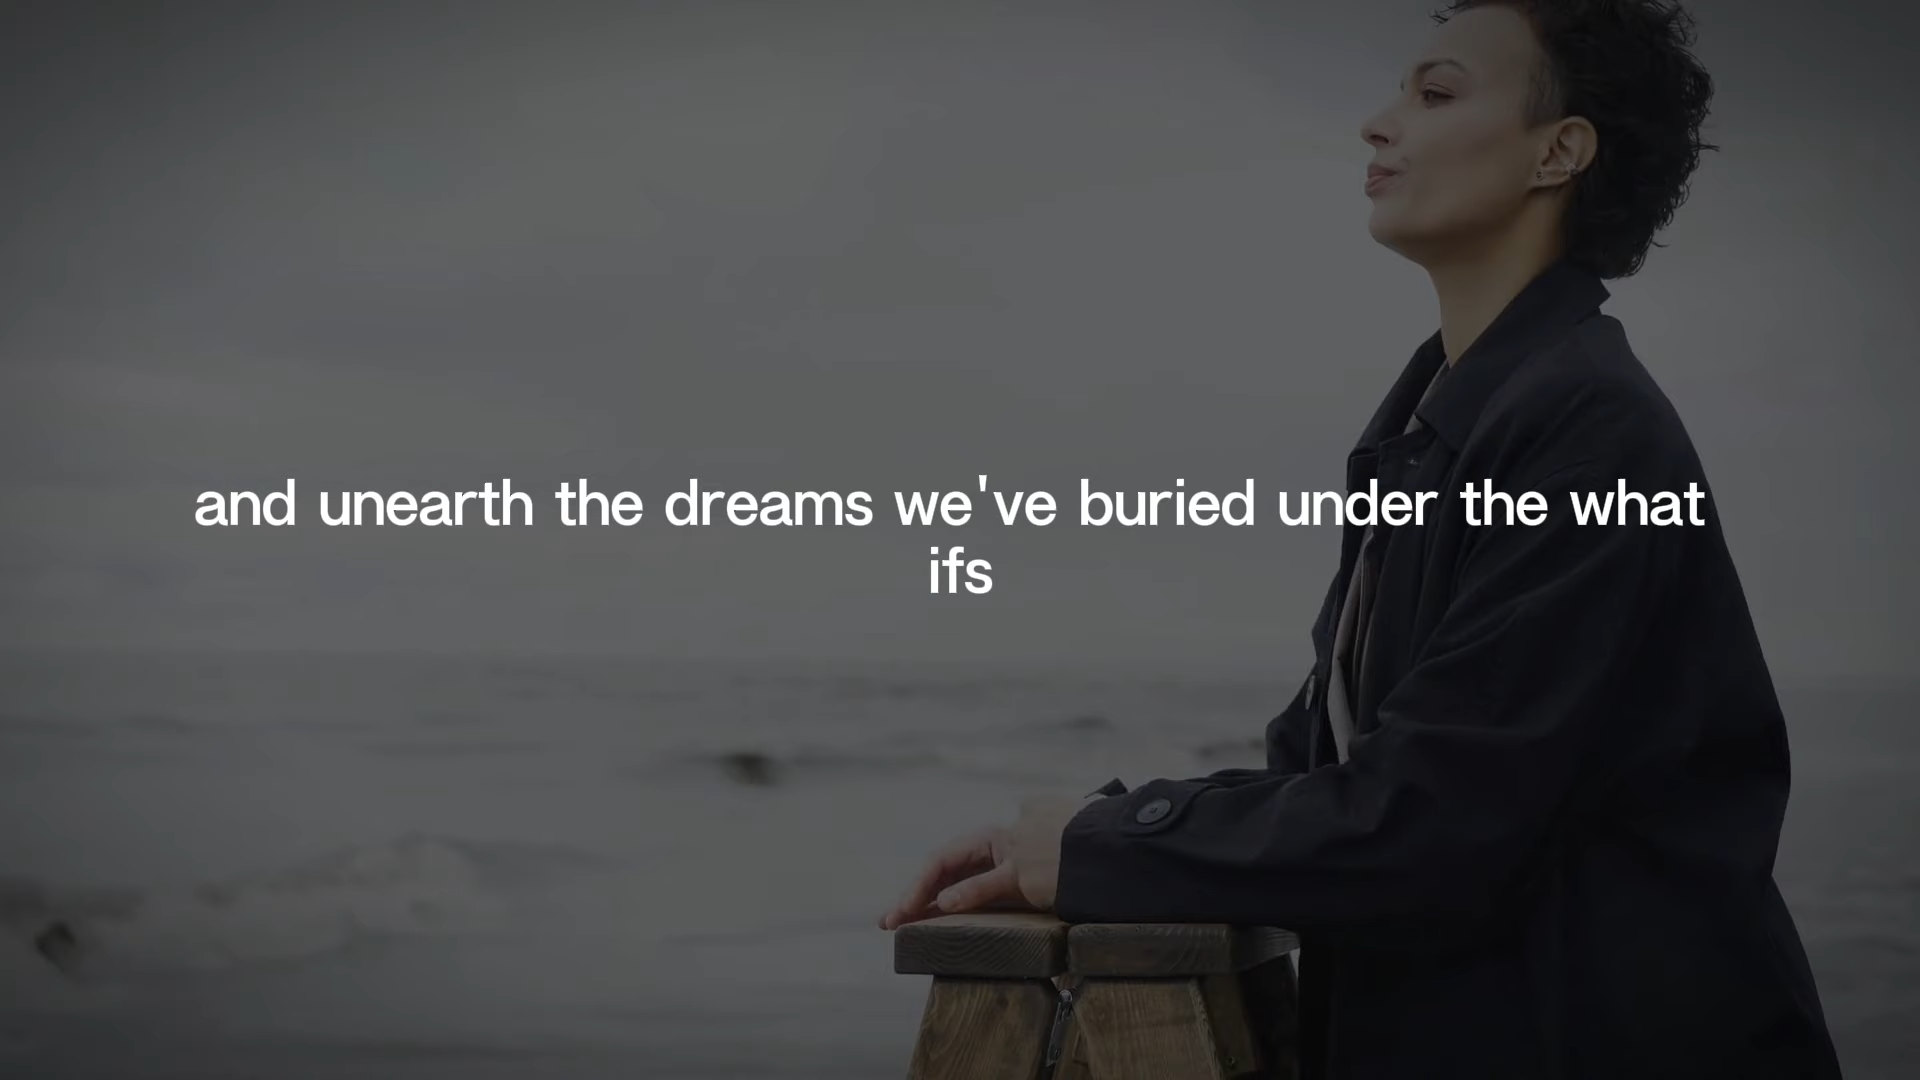 and unearth the dreams we've buried under the what
ifs